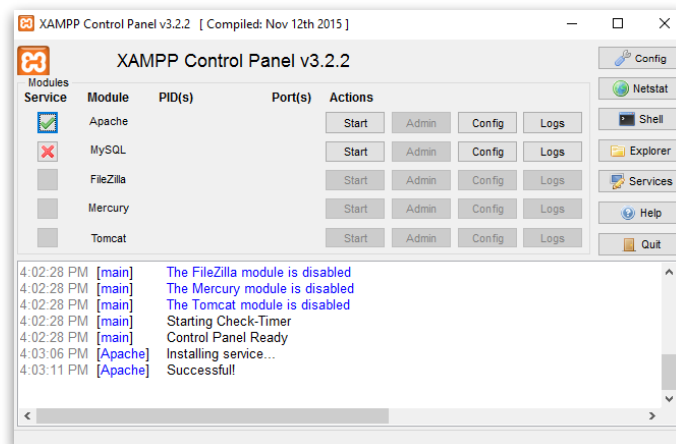 XAMPP Control Panel v3.2.2 [ Compiled: Nov 12th 2015 ]
XAMPP Control Panel v3.2.2
Config
Netstat
Shell
Explorer
Services
Help
Quit
Modules
Service Module PID(s) Port(s) Actions
Apache Start Admin Config Logs
MySQL Start Admin Config Logs
FileZilla Start Admin Config Logs
Mercury Start Admin Config Logs
Tomcat Start Admin Config Logs
4:02:28 PM [main] The FileZilla module is disabled
4:02:28 PM [main] The Mercury module is disabled
4:02:28 PM [main] The Tomcat module is disabled
4:02:28 PM [main] Starting Check-Timer
4:02:28 PM [main] Control Panel Ready
4:03:06 PM [Apache] Installing service...
4:03:11 PM [Apache] Successful!